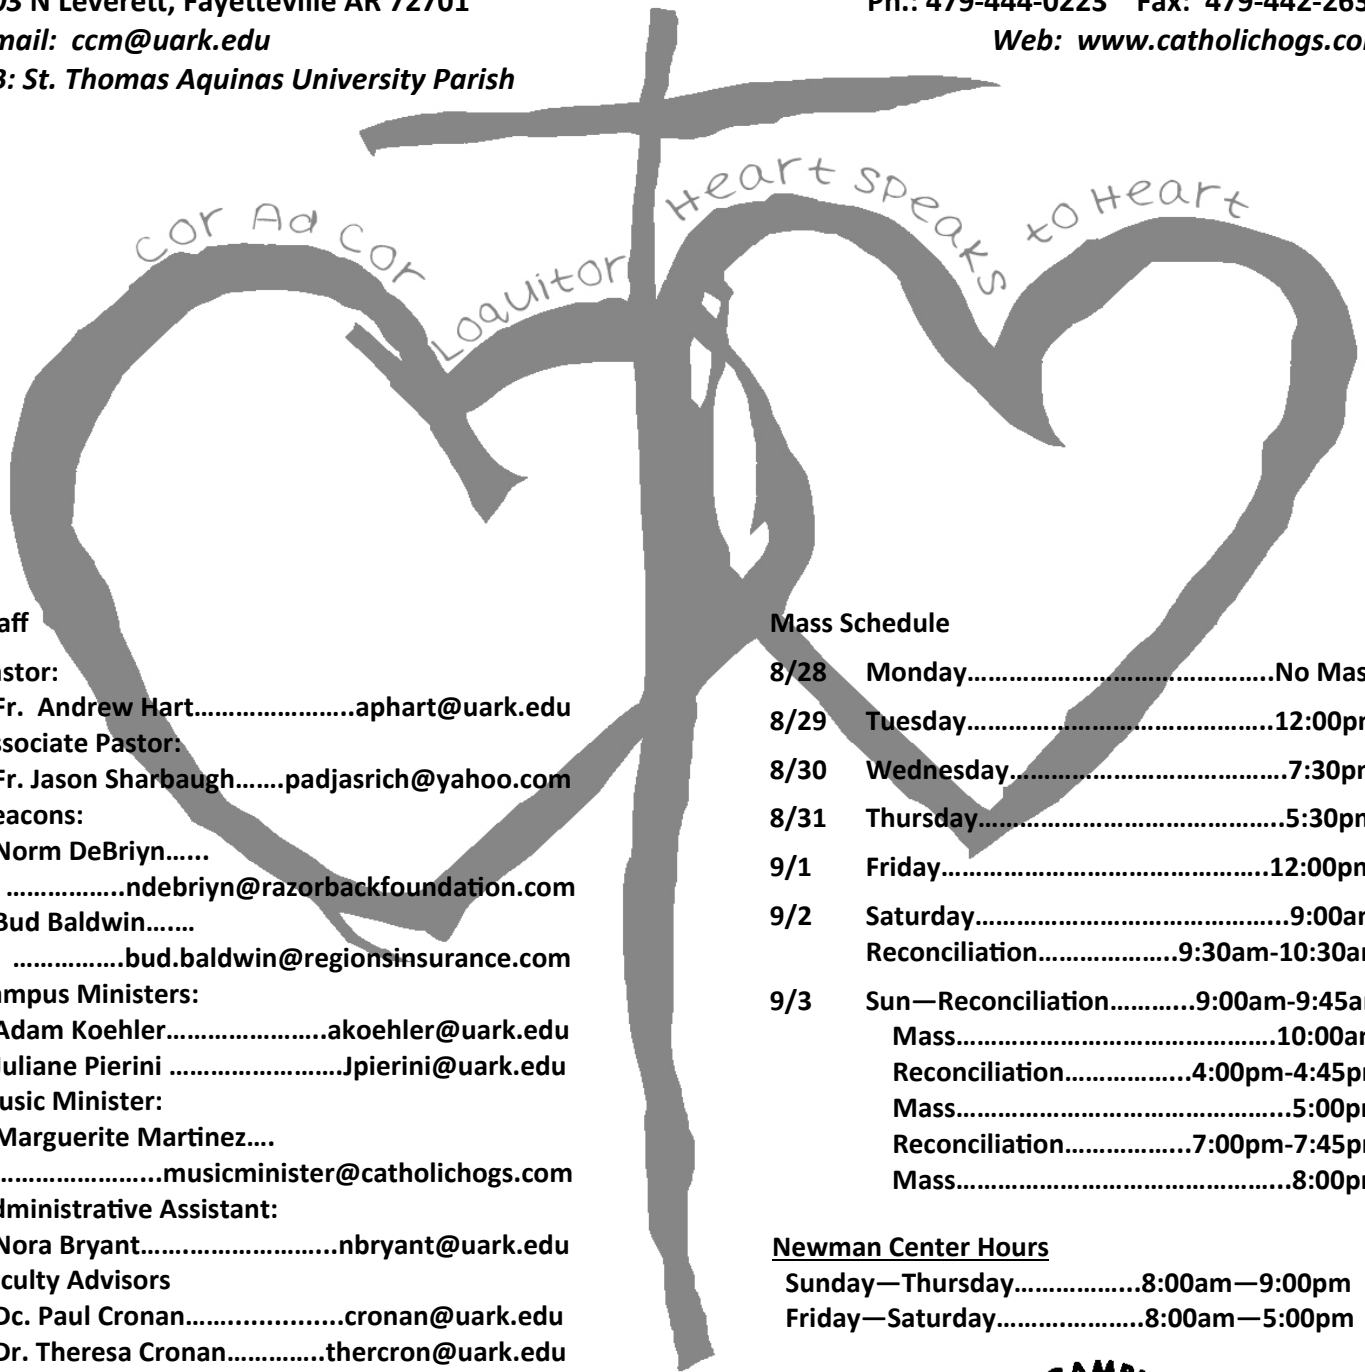 03 N Leverett, Fayetteville AR 72701
Ph.: 479-444-0223 Fax: 479-442-265
mail: ccm@uark.edu
Web: www.catholichogs.co
B: St. Thomas Aquinas University Parish
Cor Ad Cor Loquitor Heart Speaks to Heart
aff
astor:
Fr. Andrew Hart…………………..aphart@uark.edu
ssociate Pastor:
Fr. Jason Sharbaugh…….padjasrich@yahoo.com
eacons:
Norm DeBriyn…...
……………..ndebriyn@razorbackfoundation.com
Bud Baldwin…….
…………….bud.baldwin@regionsinsurance.com
ampus Ministers:
Adam Koehler…………………..akoehler@uark.edu
Juliane Pierini …………………….Jpierini@uark.edu
usic Minister:
Marguerite Martinez….
…………………...musicminister@catholichogs.com
dministrative Assistant:
Nora Bryant……………………...nbryant@uark.edu
culty Advisors
Dc. Paul Cronan…….................cronan@uark.edu
Dr. Theresa Cronan…………..thercron@uark.edu
Mass Schedule
8/28 Monday…………………………………..No Mas
8/29 Tuesday…………………………………..12:00p
8/30 Wednesday……………………………….7:30p
8/31 Thursday…………………………………..5:30p
9/1 Friday……………………………………..12:00p
9/2 Saturday…………………………………...9:00a
Reconciliation………………..9:30am-10:30a
9/3 Sun—Reconciliation………...9:00am-9:45a
Mass…………………………………….10:00a
Reconciliation……………...4:00pm-4:45p
Mass……………………………………...5:00p
Reconciliation……………...7:00pm-7:45p
Mass……………………………………...8:00p
Newman Center Hours
Sunday—Thursday……………...8:00am—9:00pm
Friday—Saturday………………..8:00am—5:00pm